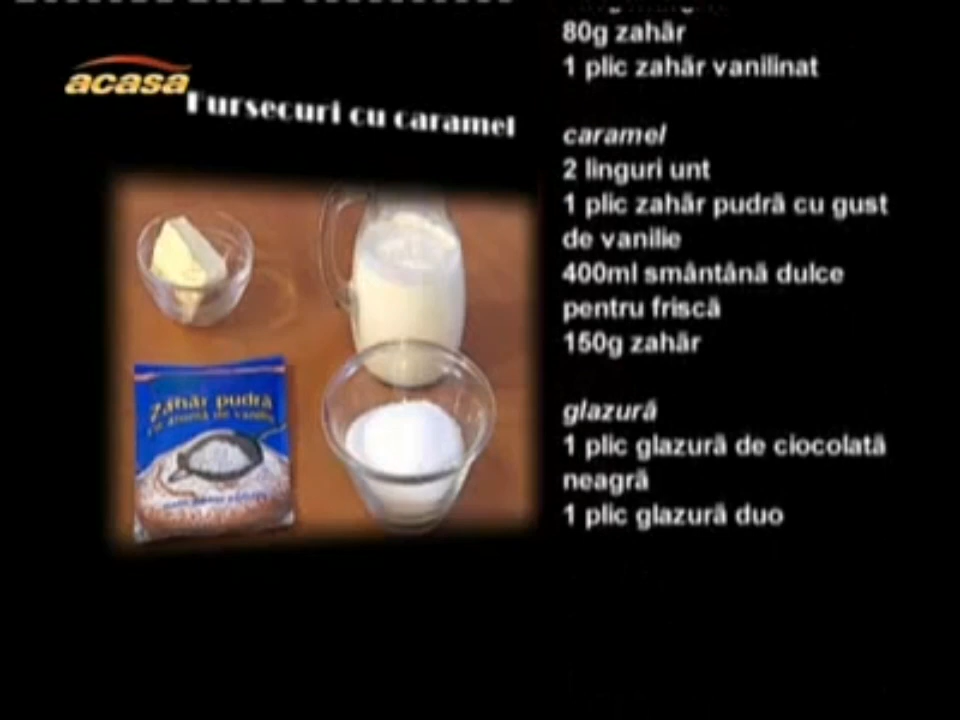 80g zahăr
1 plic zahăr vanilinat
acasa
Fursecuri cu caramel
caramel
2 linguri unt
1 plic zahăr pudră cu gust
de vanilie
400ml smântână dulce
pentru frișcă
150g zahăr
Zahăr pudră
glazură
1 plic glazură de ciocolată
neagră
1 plic glazură duo